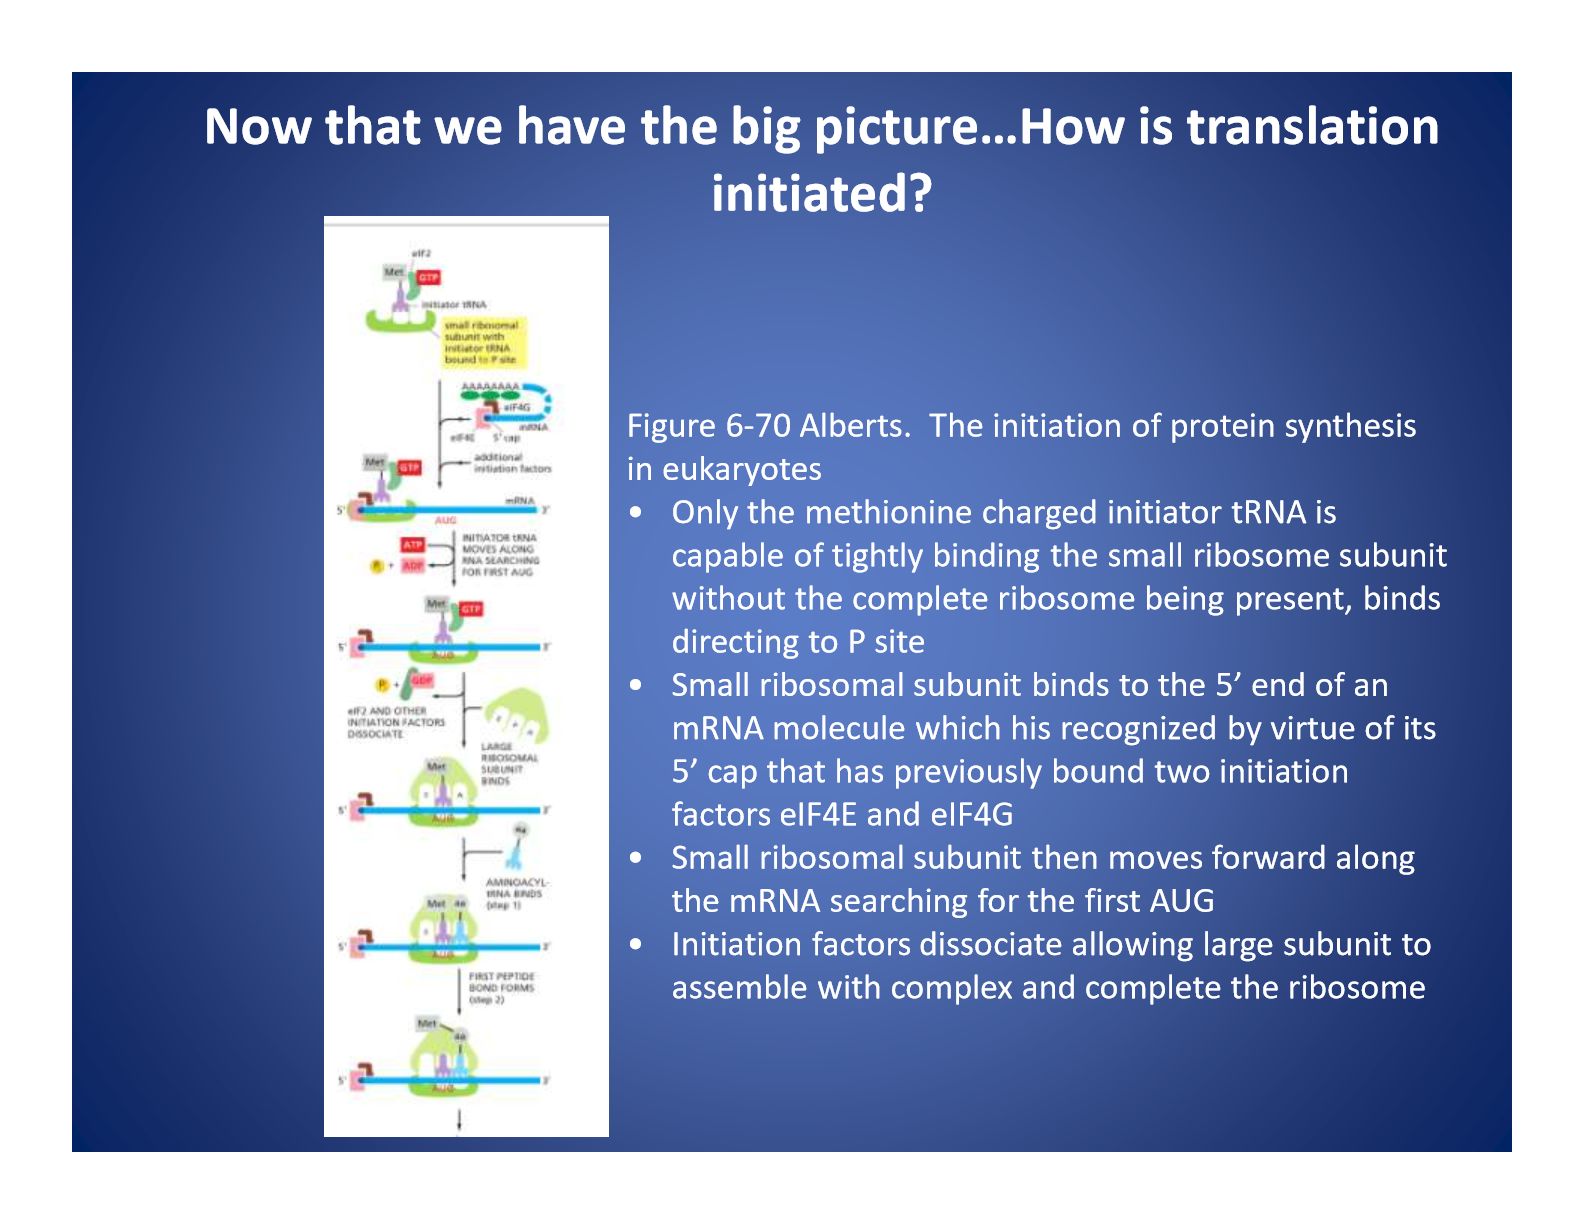 Now that we have the big picture…How is translation
initiated?
eIF2
Met
GTP
initiator tRNA
small ribosomal
subunit with
initiator tRNA
bound to P site
AAAAAAAA
eIF4G
mRNA
eIF4E
5' cap
additional
initiation factors
Met
GTP
mRNA
5'
3'
AUG
ATP
INITIATOR tRNA
MOVES ALONG
RNA SEARCHING
FOR FIRST AUG
Pi + ADP
Met
GTP
5'
3'
AUG
Pi + GDP
eIF2 AND OTHER
INITIATION FACTORS
DISSOCIATE
E P A
LARGE
RIBOSOMAL
SUBUNIT
BINDS
Met
E
A
5'
3'
AUG
aa
AMINOACYL-
tRNA BINDS
(step 1)
Met aa
E
5'
3'
AUG
FIRST PEPTIDE
BOND FORMS
(step 2)
Met
aa
5'
3'
AUG
Figure 6-70 Alberts.  The initiation of protein synthesis
in eukaryotes
• Only the methionine charged initiator tRNA is
capable of tightly binding the small ribosome subunit
without the complete ribosome being present, binds
directing to P site
• Small ribosomal subunit binds to the 5’ end of an
mRNA molecule which his recognized by virtue of its
5’ cap that has previously bound two initiation
factors eIF4E and eIF4G
• Small ribosomal subunit then moves forward along
the mRNA searching for the first AUG
• Initiation factors dissociate allowing large subunit to
assemble with complex and complete the ribosome